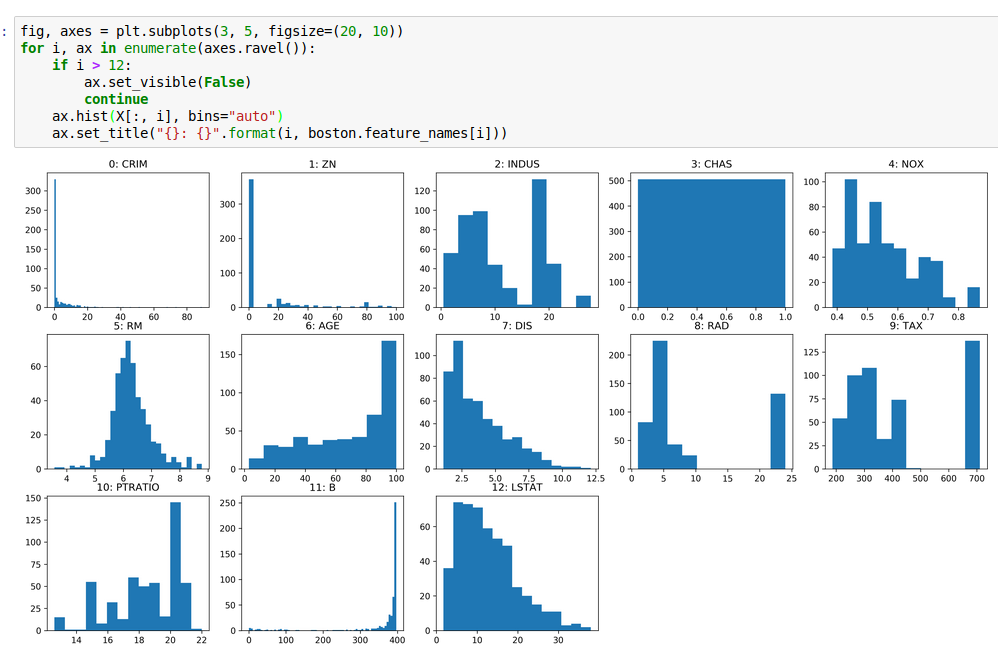 : fig, axes = plt.subplots(3, 5, figsize=(20, 10))
for i, ax in enumerate(axes.ravel()):
    if i > 12:
        ax.set_visible(False)
        continue
    ax.hist(X[:, i], bins="auto")
    ax.set_title("{}: {}".format(i, boston.feature_names[i]))
0: CRIM
300
250
200
150
100
50
0
0 20 40 60 80
1: ZN
300
200
100
0
0 20 40 60 80 100
2: INDUS
120
100
80
60
40
20
0
0 10 20
3: CHAS
500
400
300
200
100
0
0.0 0.2 0.4 0.6 0.8 1.0
4: NOX
100
80
60
40
20
0
0.4 0.5 0.6 0.7 0.8
5: RM
60
40
20
0
4 5 6 7 8 9
6: AGE
150
100
50
0
0 20 40 60 80 100
7: DIS
100
80
60
40
20
0
2.5 5.0 7.5 10.0 12.5
8: RAD
200
150
100
50
0
0 5 10 15 20 25
9: TAX
125
100
75
50
25
0
200 300 400 500 600 700
10: PTRATIO
150
125
100
75
50
25
0
14 16 18 20 22
11: B
250
200
150
100
50
0
0 100 200 300 400
12: LSTAT
60
40
20
0
0 10 20 30